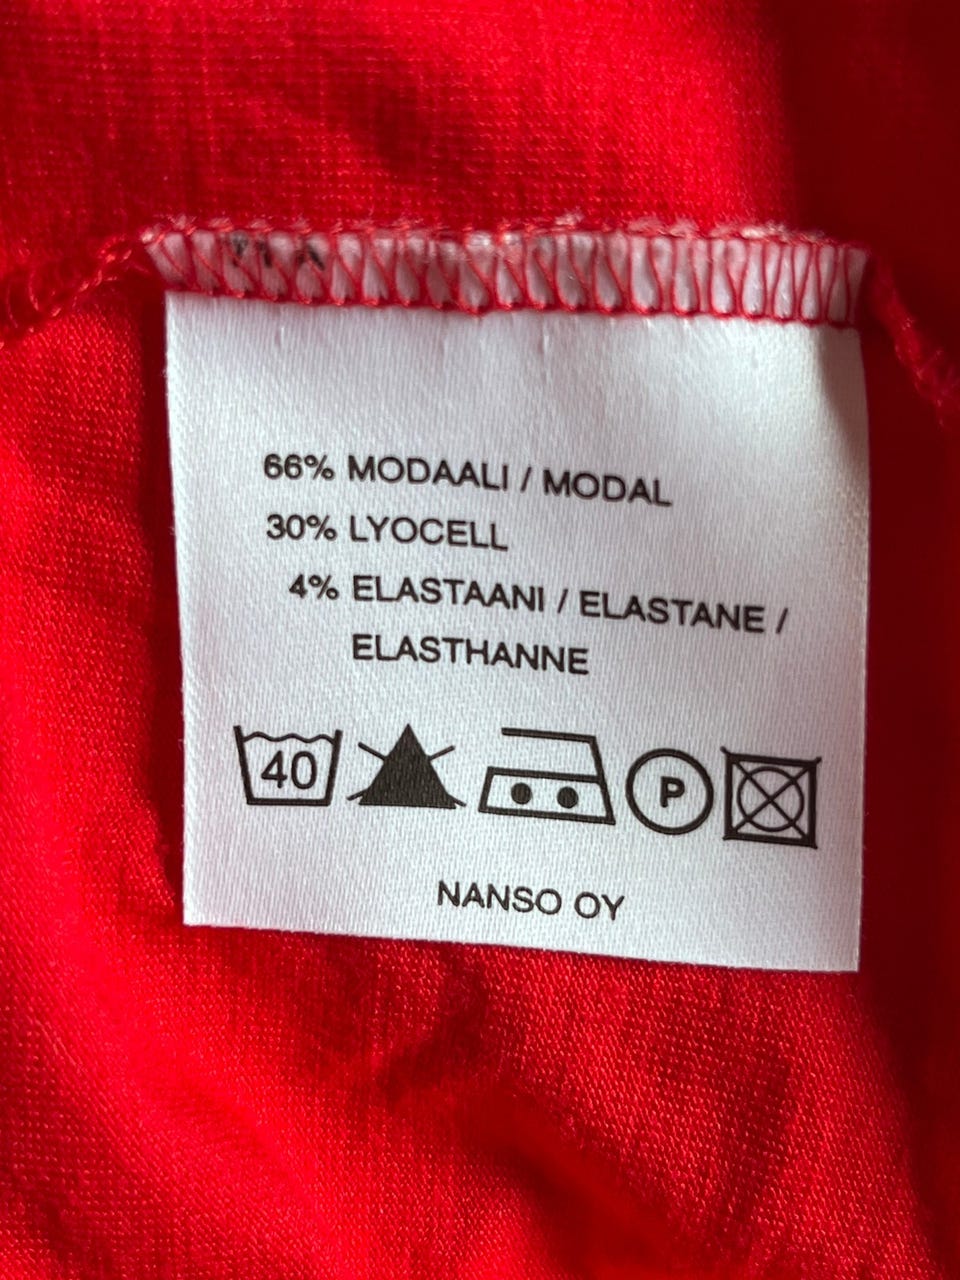 66% MODAALI / MODAL
30% LYOCELL
4% ELASTAANI / ELASTANE /
ELASTHANNE
40
P
NANSO OY